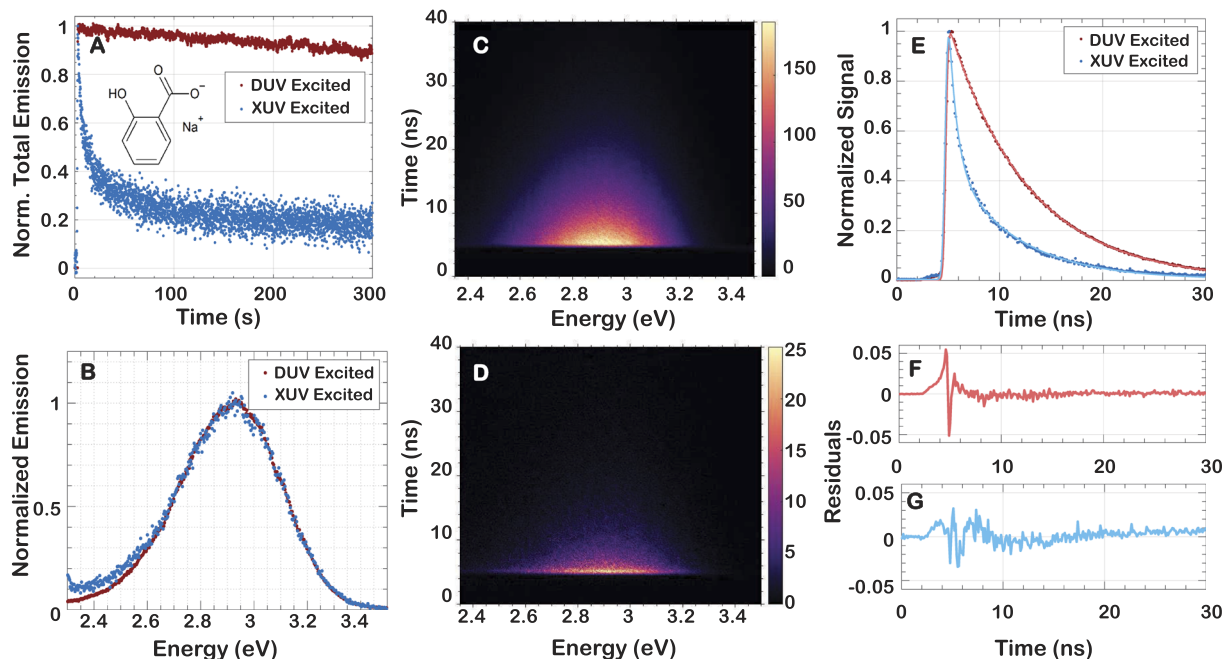 A
Norm. Total Emission
1
0.8
0.6
0.4
0.2
0
DUV Excited
XUV Excited
O
HO
O−
Na+
0 100 200 300
Time (s)
B
Normalized Emission
1
0.5
0
DUV Excited
XUV Excited
2.4 2.6 2.8 3 3.2 3.4
Energy (eV)
C
Time (ns)
40
30
20
10
0
2.4 2.6 2.8 3 3.2 3.4
Energy (eV)
150
100
50
0
D
Time (ns)
40
30
20
10
0
2.4 2.6 2.8 3 3.2 3.4
Energy (eV)
25
20
15
10
5
0
E
Normalized Signal
1
0.8
0.6
0.4
0.2
0
DUV Excited
XUV Excited
0 10 20 30
Time (ns)
Residuals
F
0.05
0
-0.05
0 10 20 30
G
0.05
0
-0.05
0 10 20 30
Time (ns)